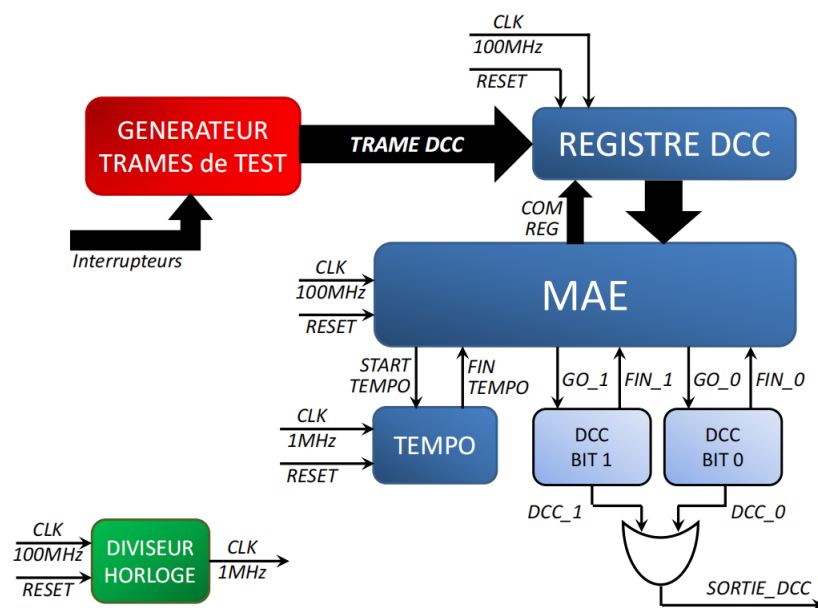 CLK
100MHz
RESET
GENERATEUR
TRAMES de TEST
TRAME DCC
REGISTRE DCC
COM
REG
Interrupteurs
CLK
100MHz
RESET
MAE
START
TEMPO
FIN
TEMPO
GO_1
FIN_1
GO_0
FIN_0
CLK
1MHz
RESET
TEMPO
DCC
BIT 1
DCC
BIT 0
DCC_1
DCC_0
CLK
100MHz
RESET
DIVISEUR
HORLOGE
CLK
1MHz
SORTIE_DCC